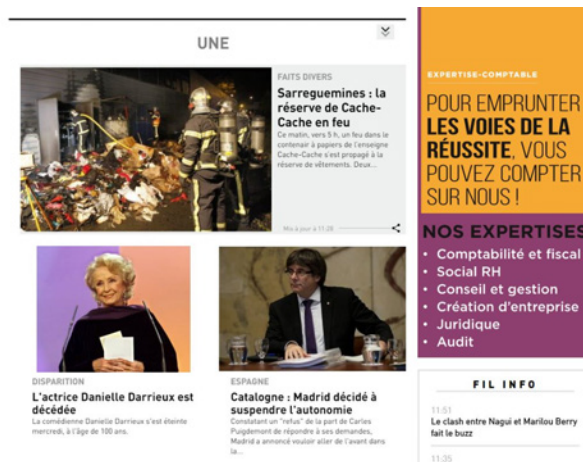 UNE
FAITS DIVERS
Sarreguemines : la
réserve de Cache-
Cache en feu
Ce matin, vers 5 h, un feu dans le
contenair à papiers de l'enseigne
Cache-Cache s'est propagé à la
réserve de vêtements. Deux...
Mis à jour à 11:28
DISPARITION
L'actrice Danielle Darrieux est
décédée
La comédienne Danielle Darrieux s'est éteinte
mercredi, à l'âge de 100 ans.
ESPAGNE
Catalogne : Madrid décidé à
suspendre l'autonomie
Constatant un "refus" de la part de Carles
Puigdemont de répondre à ses demandes,
Madrid a annoncé vouloir aller de l'avant dans
la...
EXPERTISE-COMPTABLE
POUR EMPRUNTER
LES VOIES DE LA
RÉUSSITE, VOUS
POUVEZ COMPTER
SUR NOUS !
NOS EXPERTISES
• Comptabilité et fiscal
• Social RH
• Conseil et gestion
• Création d'entreprise
• Juridique
• Audit
FIL INFO
11:51
Le clash entre Nagui et Marilou Berry
fait le buzz
11:35